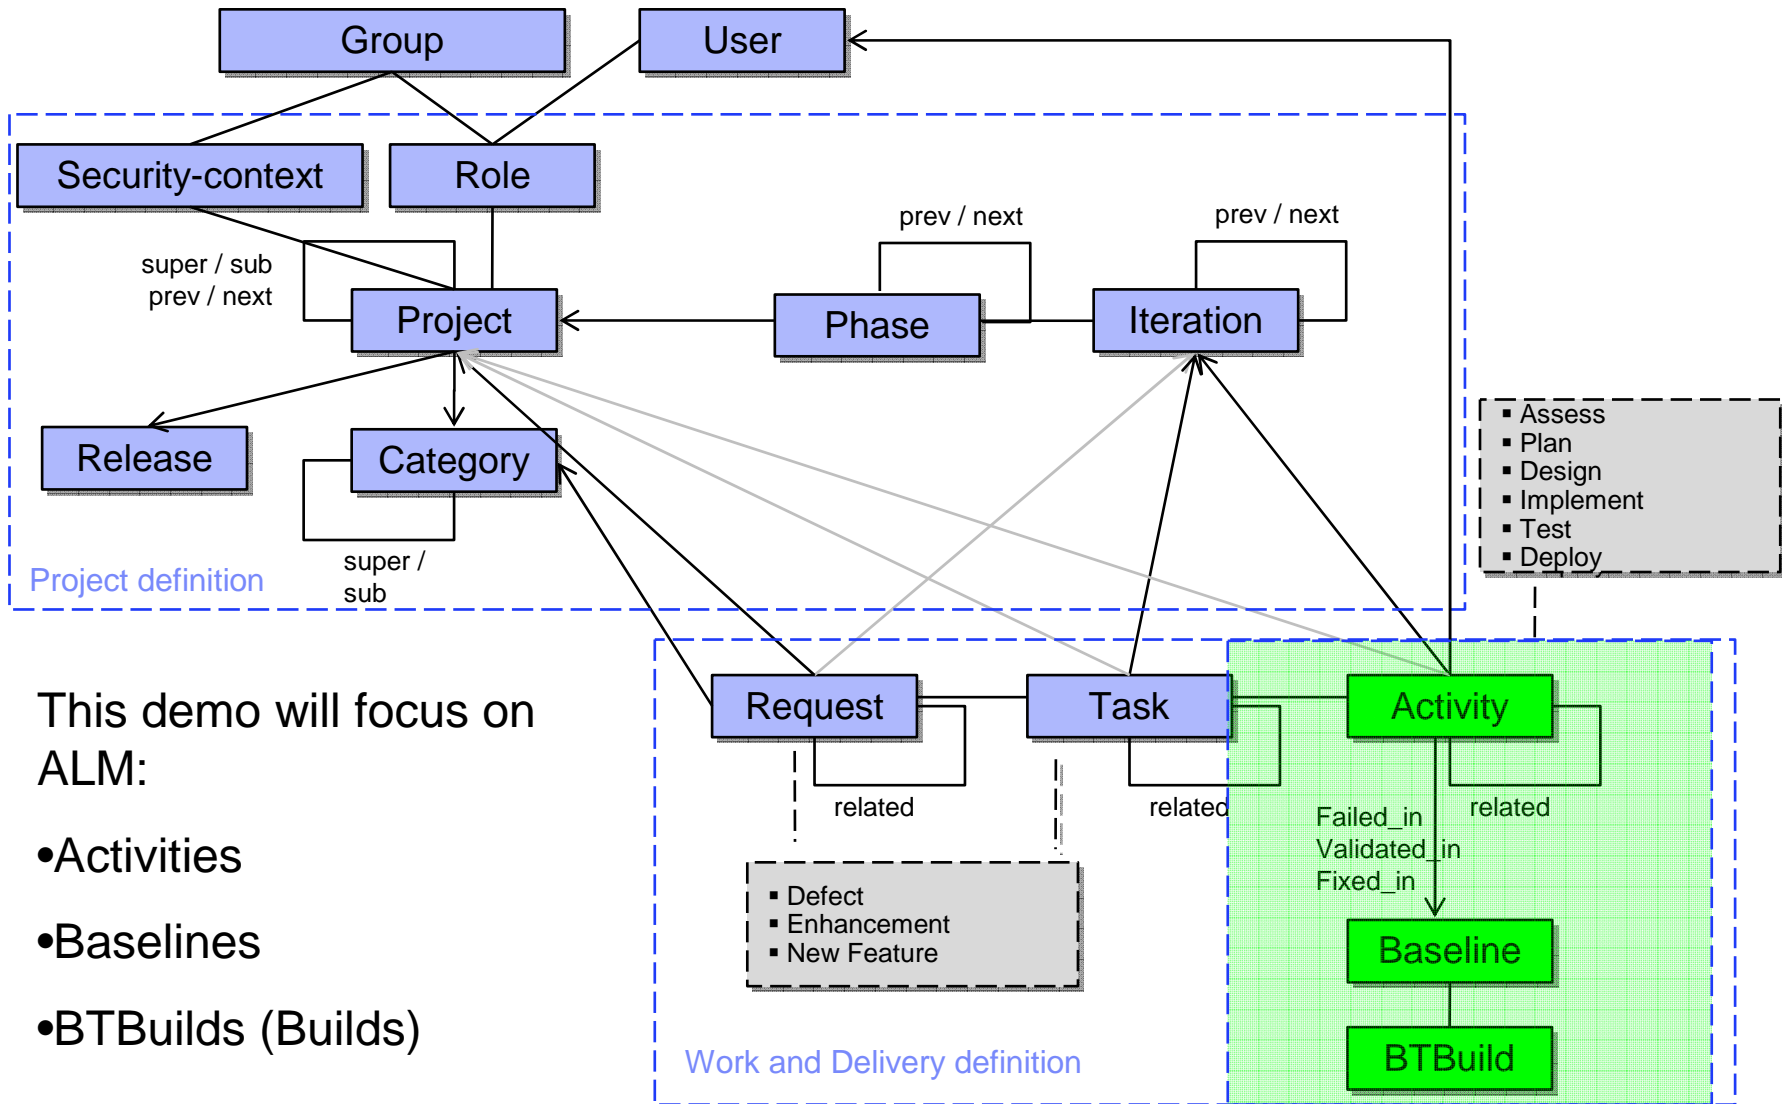 Group
User
Security-context
Role
prev / next
prev / next
super / sub
prev / next
Project
Phase
Iteration
Release
Category
▪ Assess
▪ Plan
▪ Design
▪ Implement
▪ Test
▪ Deploy
super /
sub
Project definition
This demo will focus on
ALM:
•Activities
•Baselines
•BTBuilds (Builds)
Request
Task
Activity
related
related
related
Failed_in
Validated_in
Fixed_in
▪ Defect
▪ Enhancement
▪ New Feature
Baseline
BTBuild
Work and Delivery definition